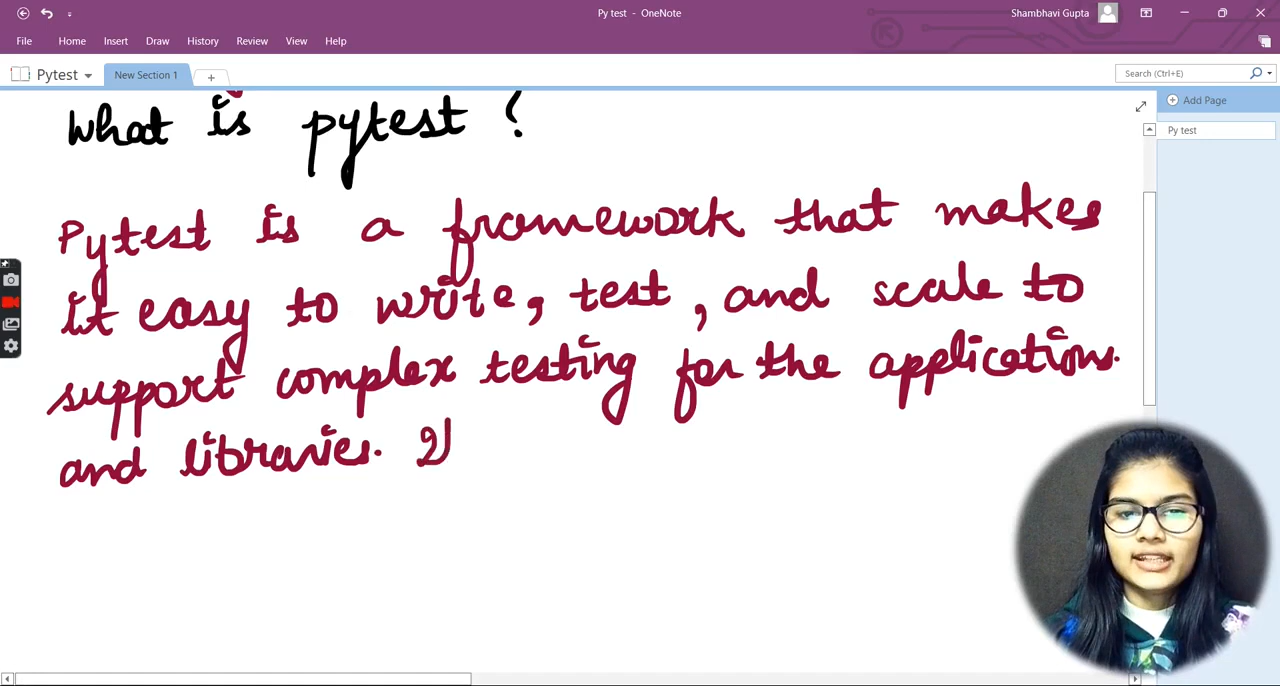 Py test - OneNote
Shambhavi Gupta
File Home Insert Draw History Review View Help
Pytest
New Section 1
Search (Ctrl+E)
Add Page
Py test
What is pytest ?
Pytest is a framework that makes
it easy to write, test, and scale to
support complex testing for the applications.
and libraries.